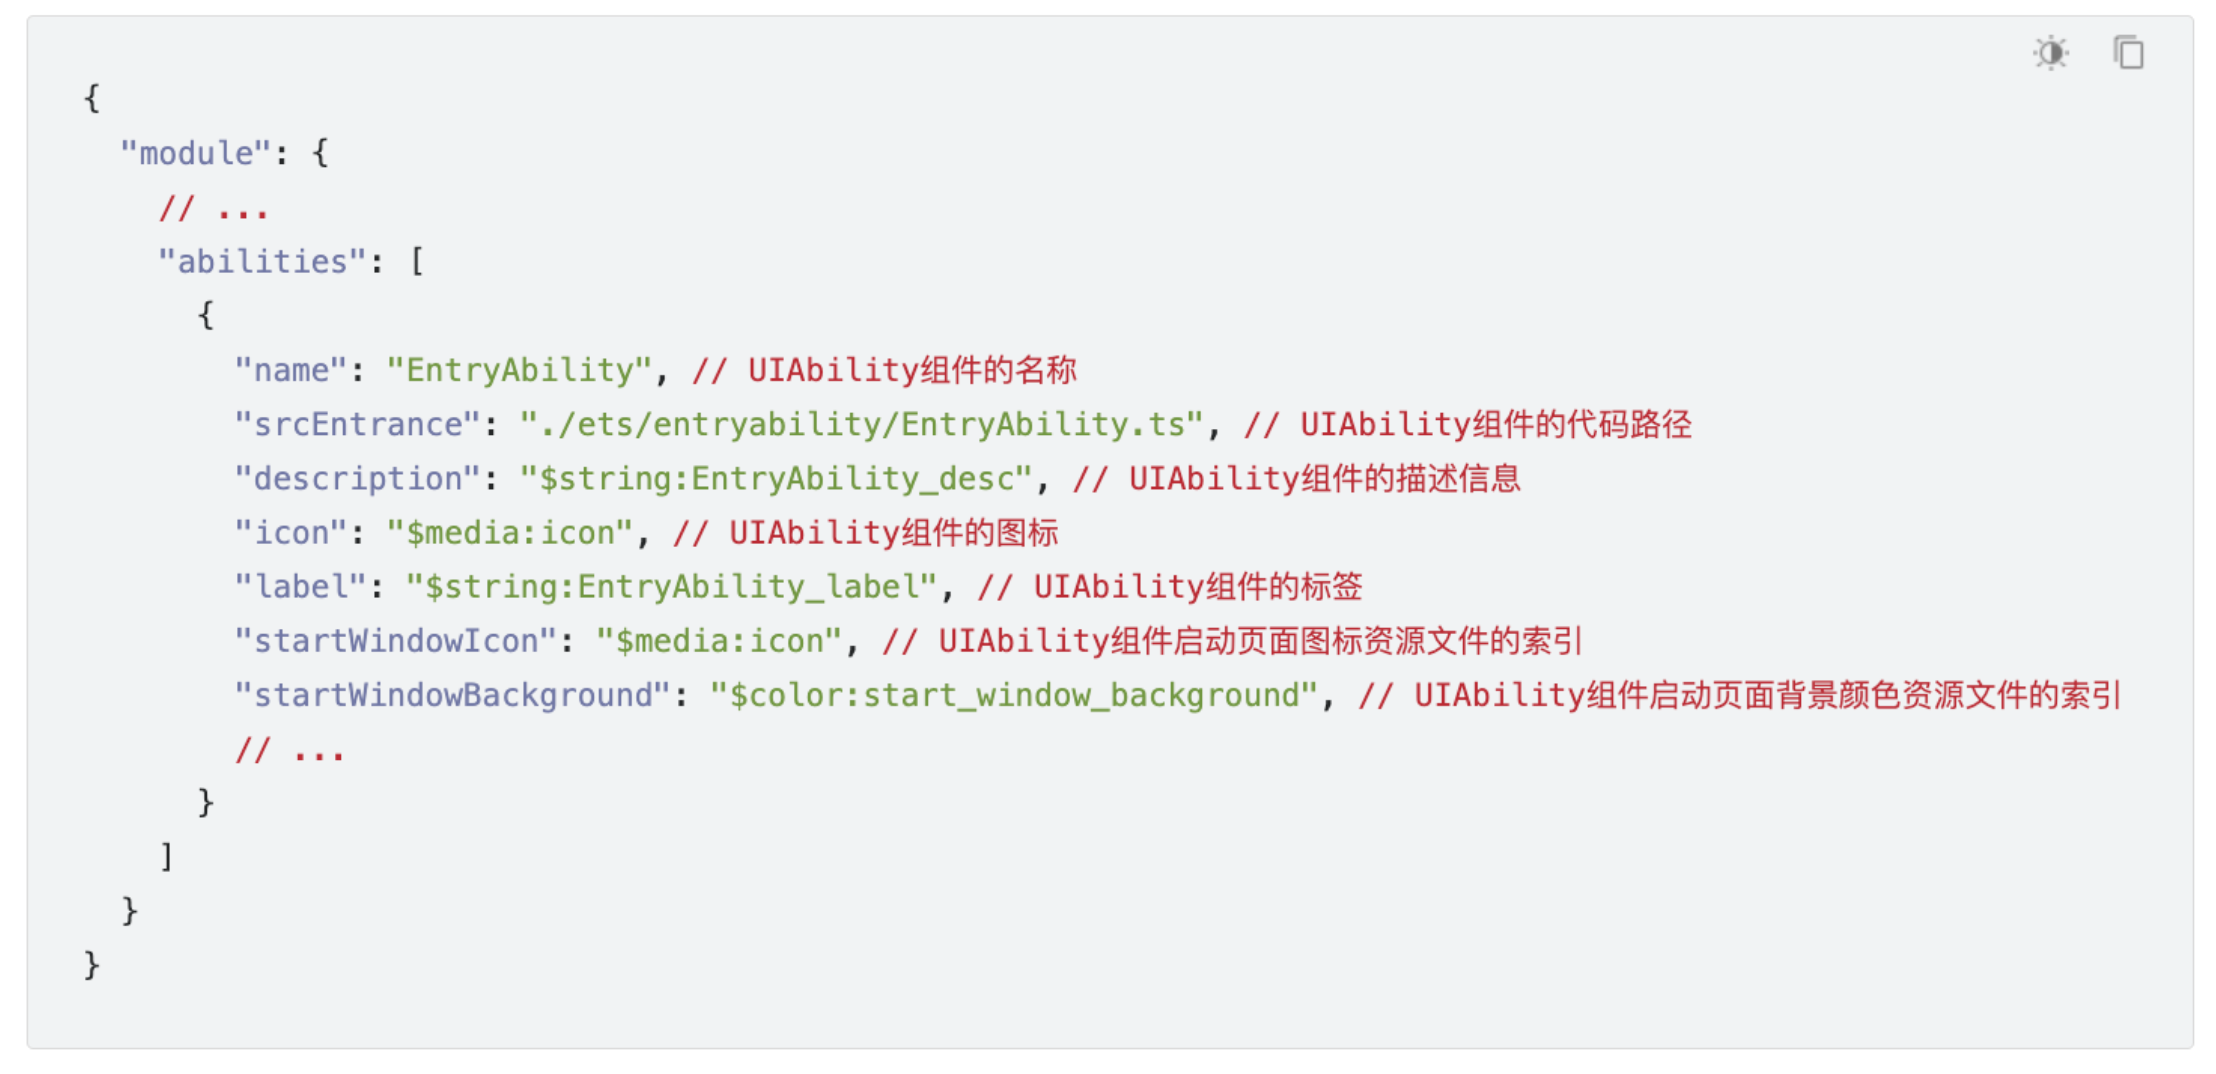 {
  "module": {
    // ...
    "abilities": [
      {
        "name": "EntryAbility", // UIAbility组件的名称
        "srcEntrance": "./ets/entryability/EntryAbility.ts", // UIAbility组件的代码路径
        "description": "$string:EntryAbility_desc", // UIAbility组件的描述信息
        "icon": "$media:icon", // UIAbility组件的图标
        "label": "$string:EntryAbility_label", // UIAbility组件的标签
        "startWindowIcon": "$media:icon", // UIAbility组件启动页面图标资源文件的索引
        "startWindowBackground": "$color:start_window_background", // UIAbility组件启动页面背景颜色资源文件的索引
        // ...
      }
    ]
  }
}